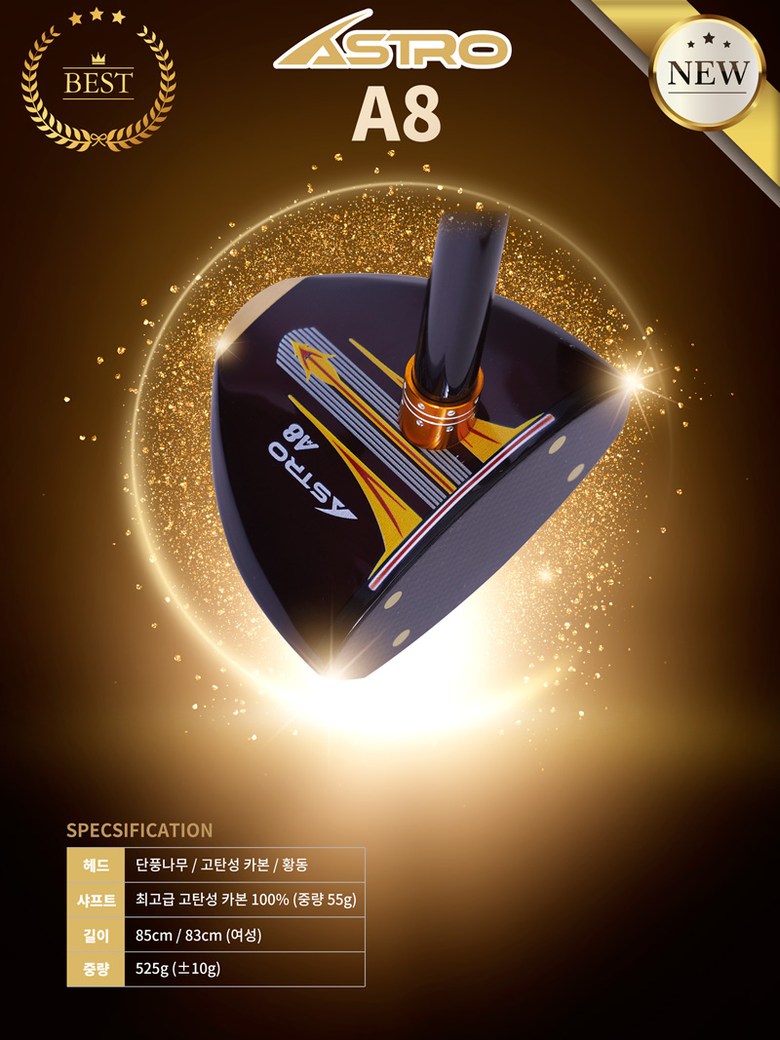 BEST
ASTRO
A8
NEW
ASTRO
A8
SPECSIFICATION
헤드 단풍나무 / 고탄성 카본 / 황동
샤프트 최고급 고탄성 카본 100% (중량 55g)
길이 85cm / 83cm (여성)
중량 525g (±10g)